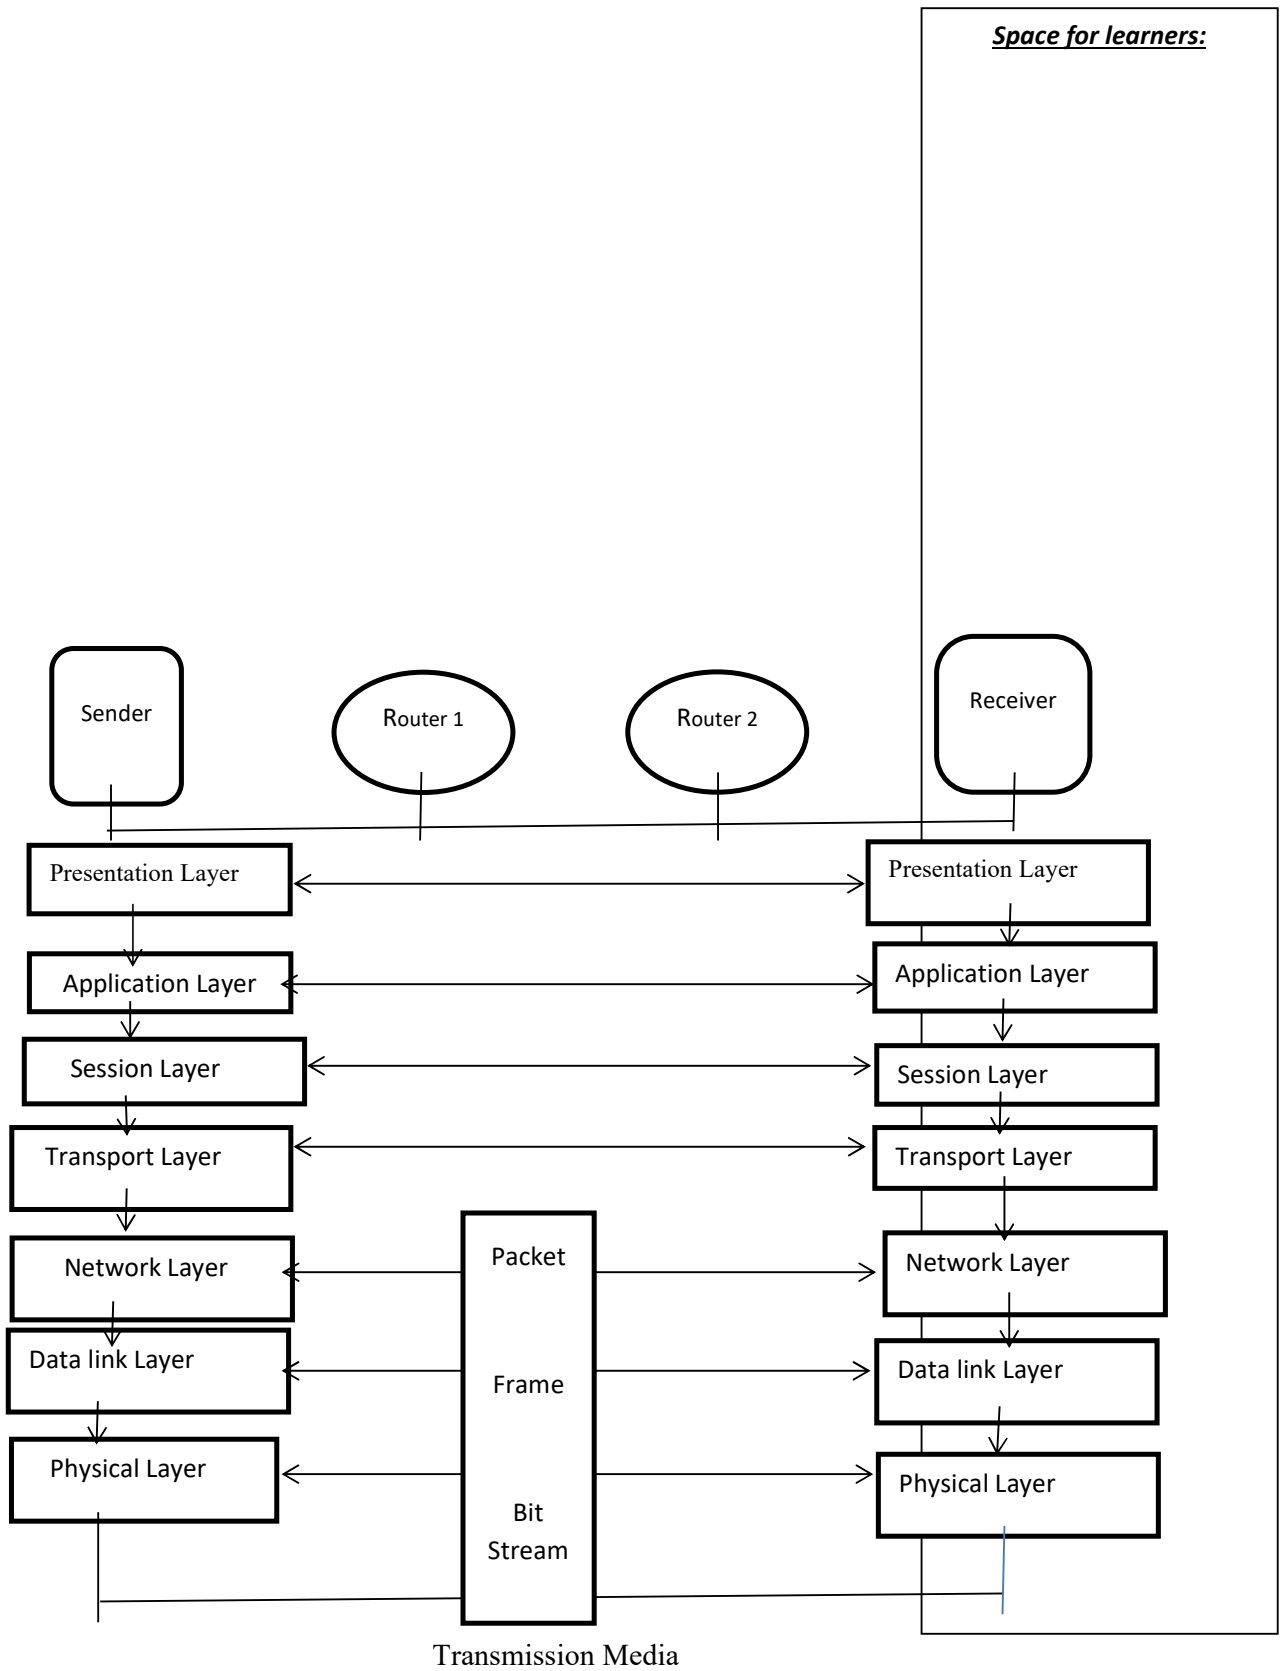 Space for learners:
Sender
Router 1
Router 2
Receiver
Presentation Layer
Presentation Layer
Application Layer
Application Layer
Session Layer
Session Layer
Transport Layer
Transport Layer
Packet
Network Layer
Network Layer
Data link Layer
Frame
Data link Layer
Physical Layer
Physical Layer
Bit
Stream
Transmission Media